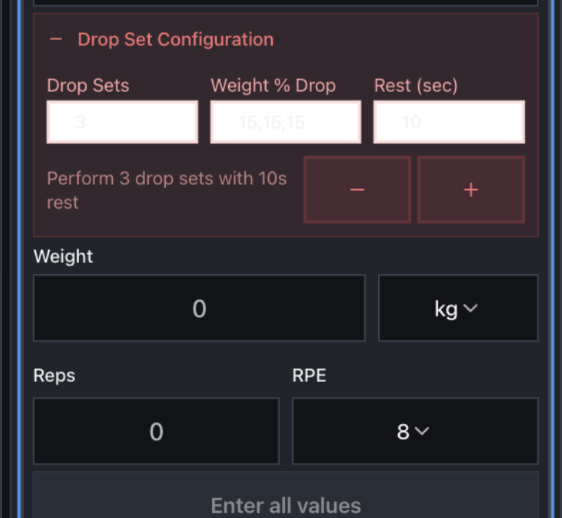 − Drop Set Configuration
Drop Sets Weight % Drop Rest (sec)
3 15,15,15 10
Perform 3 drop sets with 10s
rest
− +
Weight
0 kg
Reps RPE
0 8
Enter all values